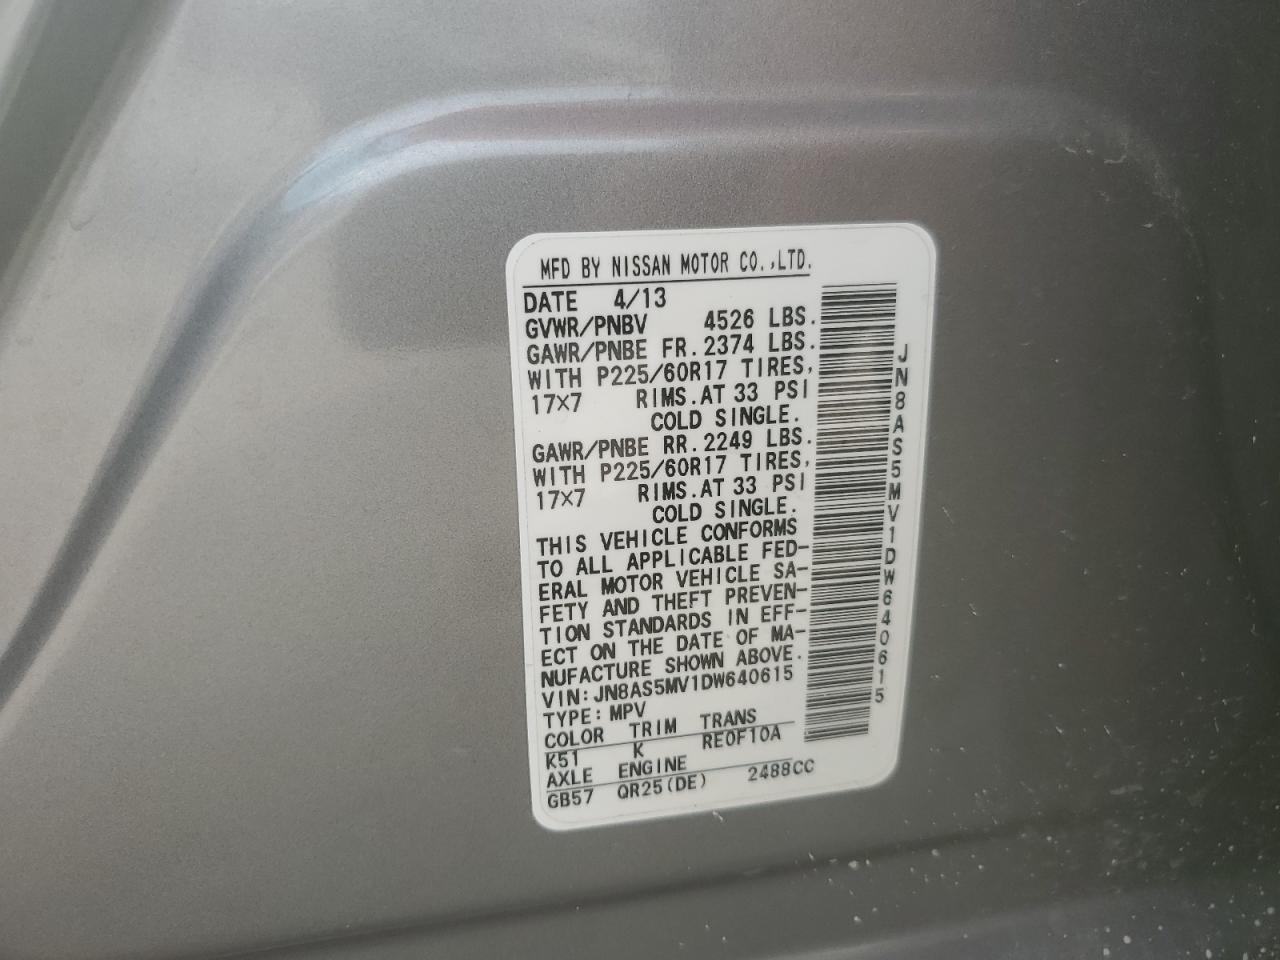 MFD BY NISSAN MOTOR CO.,LTD.
DATE 4/13
GVWR/PNBV 4526 LBS.
GAWR/PNBE FR.2374 LBS.
WITH P225/60R17 TIRES,
17X7 RIMS.AT 33 PSI
COLD SINGLE.
GAWR/PNBE RR.2249 LBS.
WITH P225/60R17 TIRES,
17X7 RIMS.AT 33 PSI
COLD SINGLE.
THIS VEHICLE CONFORMS
TO ALL APPLICABLE FED-
ERAL MOTOR VEHICLE SA-
FETY AND THEFT PREVEN-
TION STANDARDS IN EFF-
ECT ON THE DATE OF MA-
NUFACTURE SHOWN ABOVE.
VIN:JN8AS5MV1DW640615
TYPE:MPV
COLOR TRIM TRANS
K51 K RE0F10A
AXLE ENGINE
GB57 QR25(DE) 2488CC
JN8AS5MV1DW640615